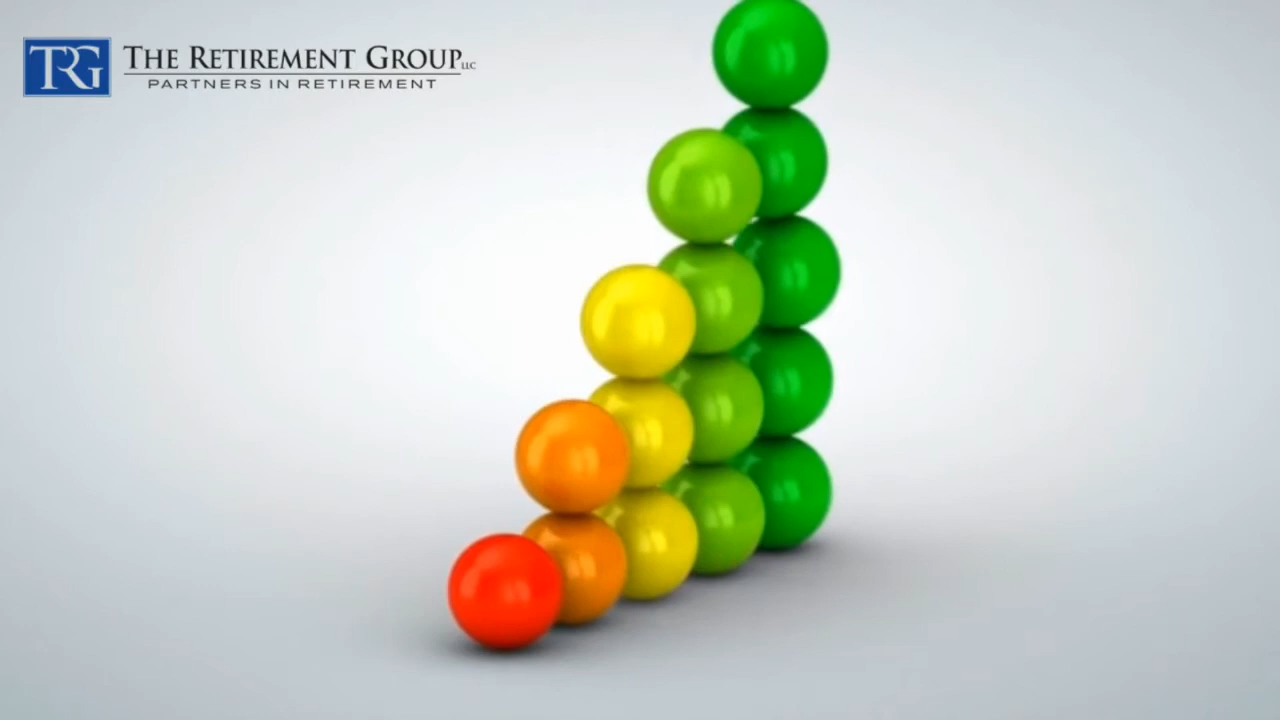 TRG
THE RETIREMENT GROUP LLC
PARTNERS IN RETIREMENT